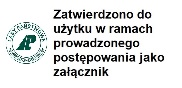 Zatwierdzono do
użytku w ramach
prowadzonego
postępowania jako
załącznik